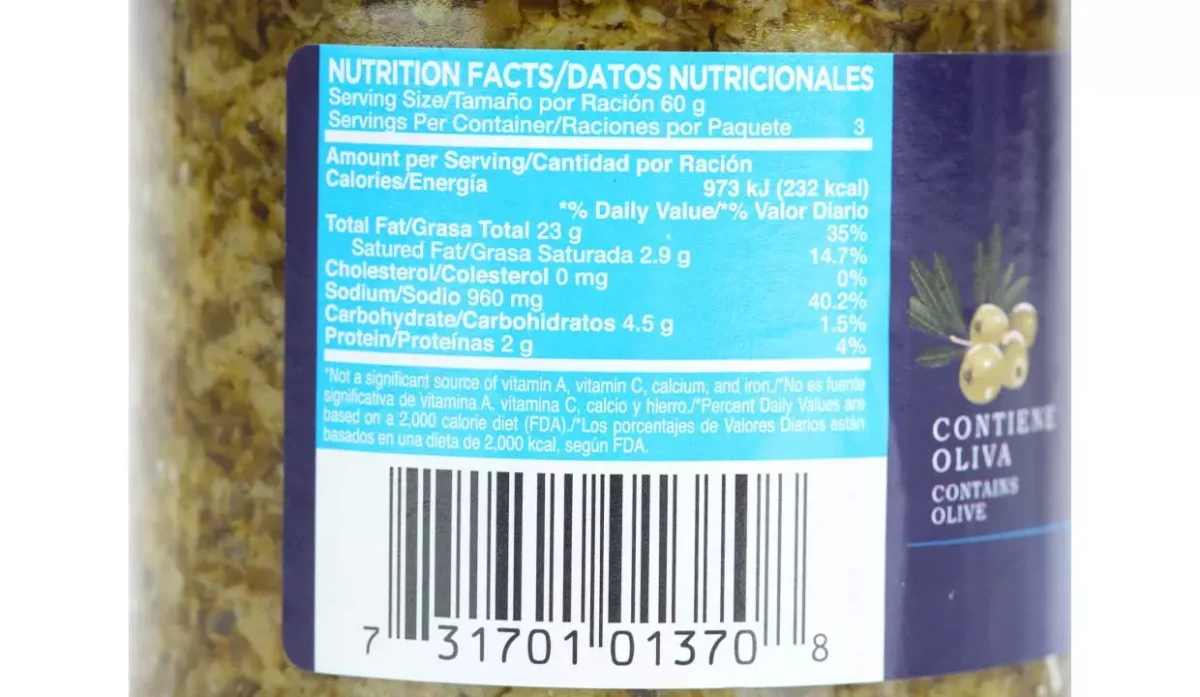 NUTRITION FACTS/DATOS NUTRICIONALES
Serving Size/Tamaño por Ración 60 g
Servings Per Container/Raciones por Paquete 3
Amount per Serving/Cantidad por Ración
Calories/Energía 973 kJ (232 kcal)
*% Daily Value/*% Valor Diario
Total Fat/Grasa Total 23 g 35%
Satured Fat/Grasa Saturada 2.9 g 14.7%
Cholesterol/Colesterol 0 mg 0%
Sodium/Sodio 960 mg 40.2%
Carbohydrate/Carbohidratos 4.5 g 1.5%
Protein/Proteínas 2 g 4%
*Not a significant source of vitamin A, vitamin C, calcium, and iron./*No es fuente
significativa de vitamina A, vitamina C, calcio y hierro./*Percent Daily Values are
based on a 2,000 calorie diet (FDA)./*Los porcentajes de Valores Diarios están
basados en una dieta de 2,000 kcal, según FDA.
7 31701 01370 8
CONTIENE
OLIVA
CONTAINS
OLIVE